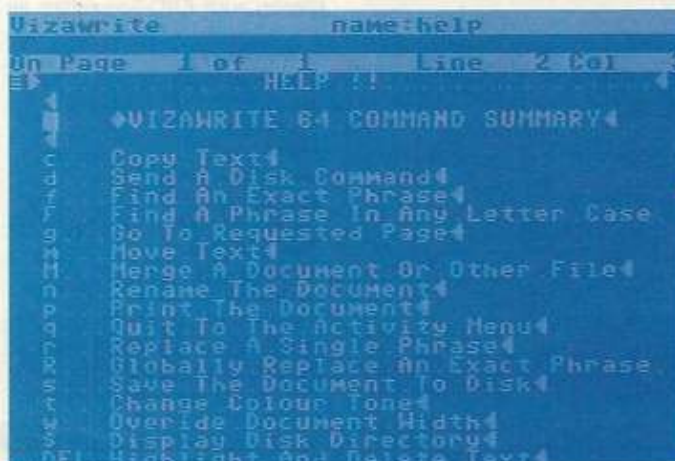 Vizawrite name:help
On Page 1 of 1 Line 2 Col
HELP !!
VIZAWRITE 64 COMMAND SUMMARY
c Copy Text
d Send A Disk Command
f Find An Exact Phrase
F Find A Phrase In Any Letter Case
g Go To Requested Page
m Move Text
M Merge A Document Or Other File
n Rename The Document
p Print The Document
q Quit To The Activity Menu
r Replace A Single Phrase
R Globally Replace An Exact Phrase
s Save The Document To Disk
t Change Colour Tone
w Override Document Width
S Display Disk Directory
DEL Highlight And Delete Text